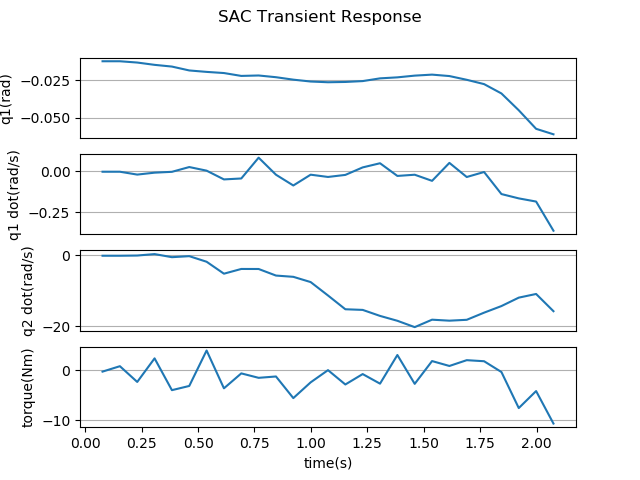 SAC Transient Response
q1(rad)
−0.025
−0.050
q1 dot(rad/s)
0.00
−0.25
q2 dot(rad/s)
0
−20
torque(Nm)
0
−10
0.00 0.25 0.50 0.75 1.00 1.25 1.50 1.75 2.00
time(s)